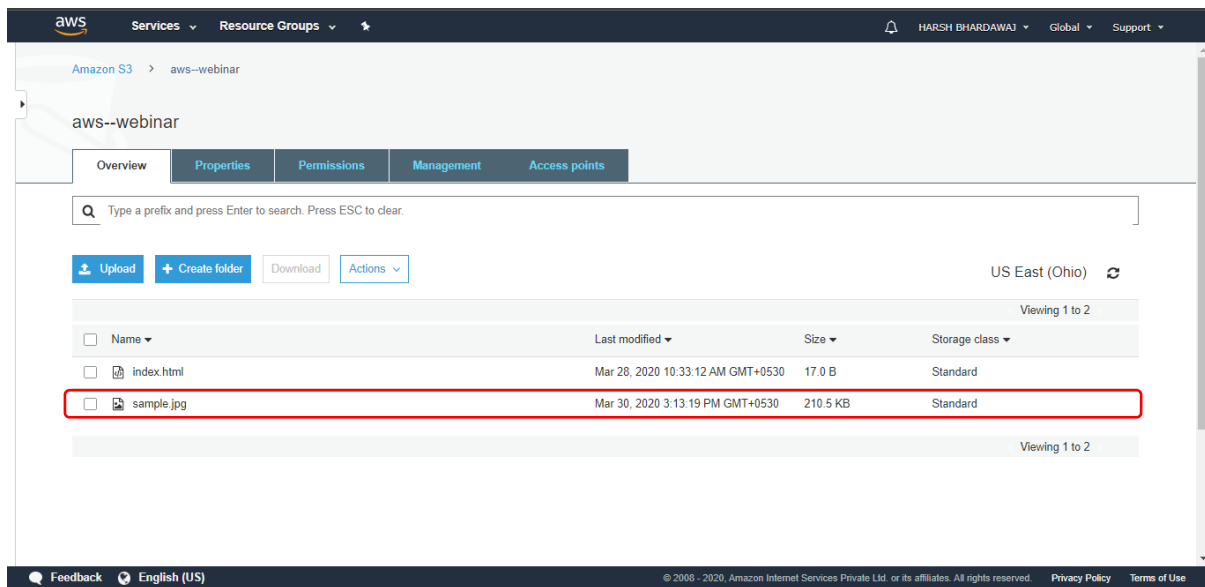 aws Services Resource Groups HARSH BHARDAWAJ Global Support
Amazon S3 > aws--webinar
aws--webinar
Overview Properties Permissions Management Access points
Type a prefix and press Enter to search. Press ESC to clear.
Upload + Create folder Download Actions US East (Ohio)
Viewing 1 to 2
Name Last modified Size Storage class
index.html Mar 28, 2020 10:33:12 AM GMT+0530 17.0 B Standard
sample.jpg Mar 30, 2020 3:13:19 PM GMT+0530 210.5 KB Standard
Viewing 1 to 2
Feedback English (US) © 2008 - 2020, Amazon Internet Services Private Ltd. or its affiliates. All rights reserved. Privacy Policy Terms of Use